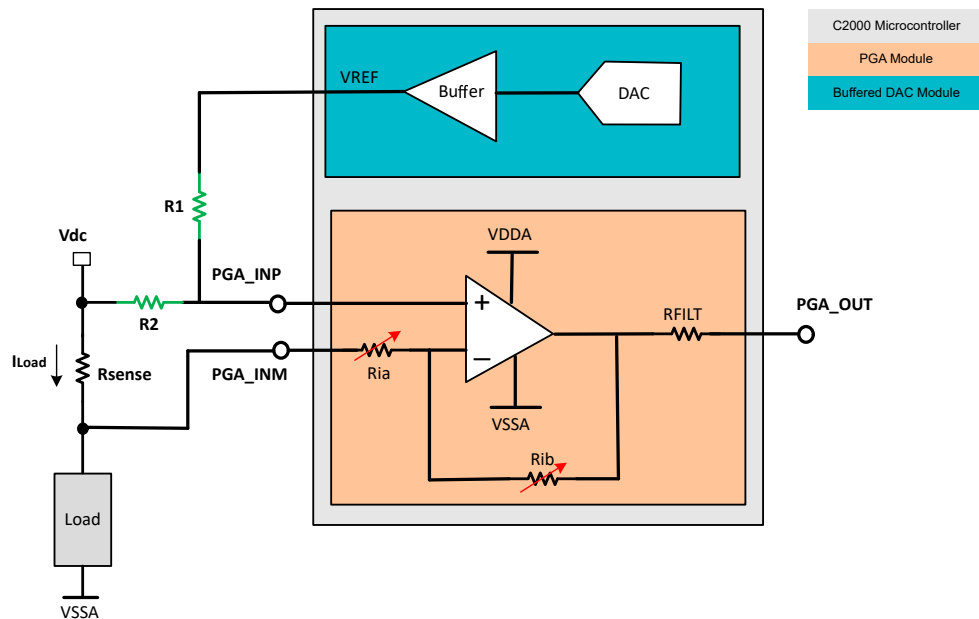 C2000 Microcontroller
PGA Module
Buffered DAC Module
VREF
Buffer
DAC
R1
Vdc
PGA_INP
VDDA
R2
RFILT
PGA_OUT
ILoad
Rsense
PGA_INM
Ria
VSSA
Rib
Load
VSSA